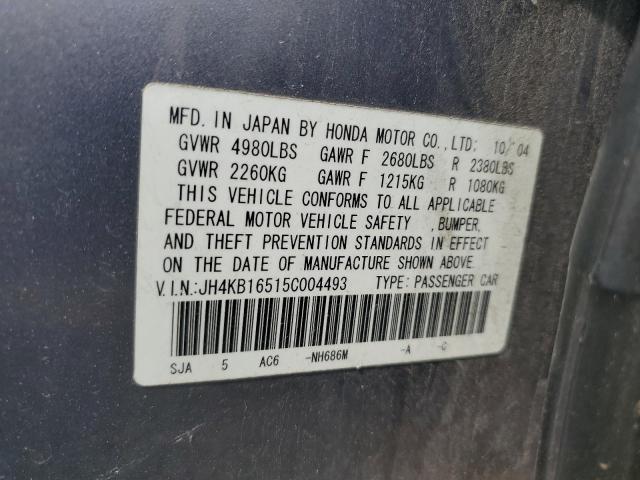 MFD. IN JAPAN BY HONDA MOTOR CO., LTD: 10/04
GVWR 4980LBS GAWR F 2680LBS R 2380LBS
GVWR 2260KG GAWR F 1215KG R 1080KG
THIS VEHICLE CONFORMS TO ALL APPLICABLE
FEDERAL MOTOR VEHICLE SAFETY ,BUMPER,
AND THEFT PREVENTION STANDARDS IN EFFECT
ON THE DATE OF MANUFACTURE SHOWN ABOVE.
V.I.N.:JH4KB16515C004493 TYPE: PASSENGER CAR
SJA 5 AC6 -NH686M -A -C